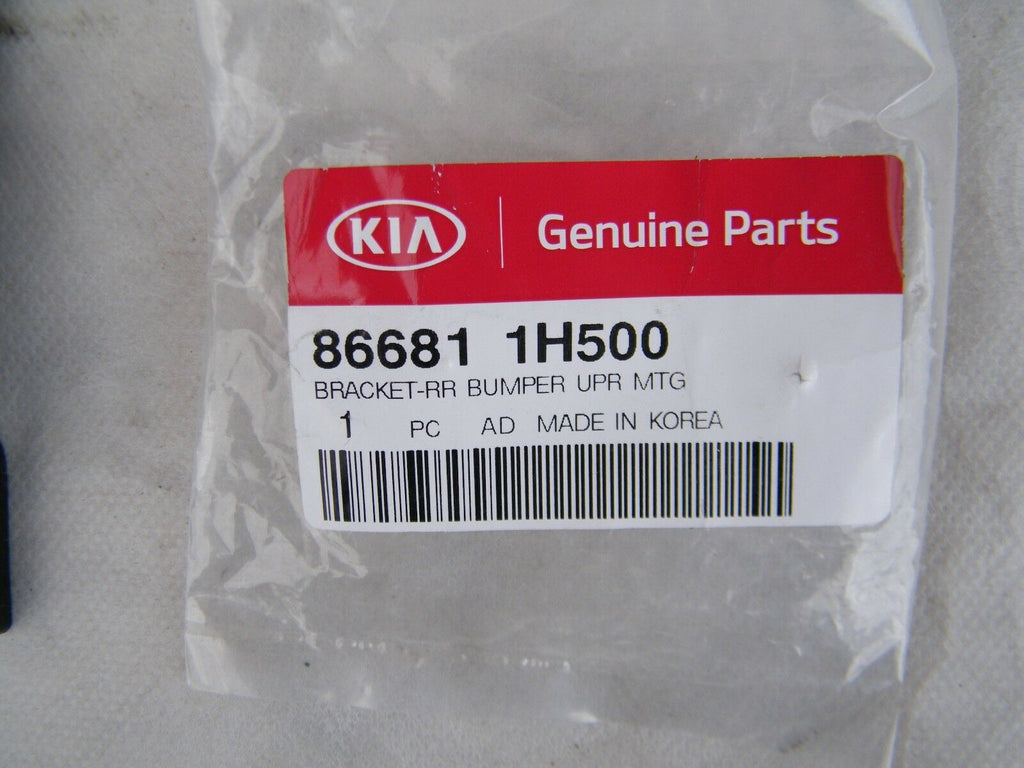 KIA Genuine Parts
86681 1H500
BRACKET-RR BUMPER UPR MTG
1 PC AD MADE IN KOREA